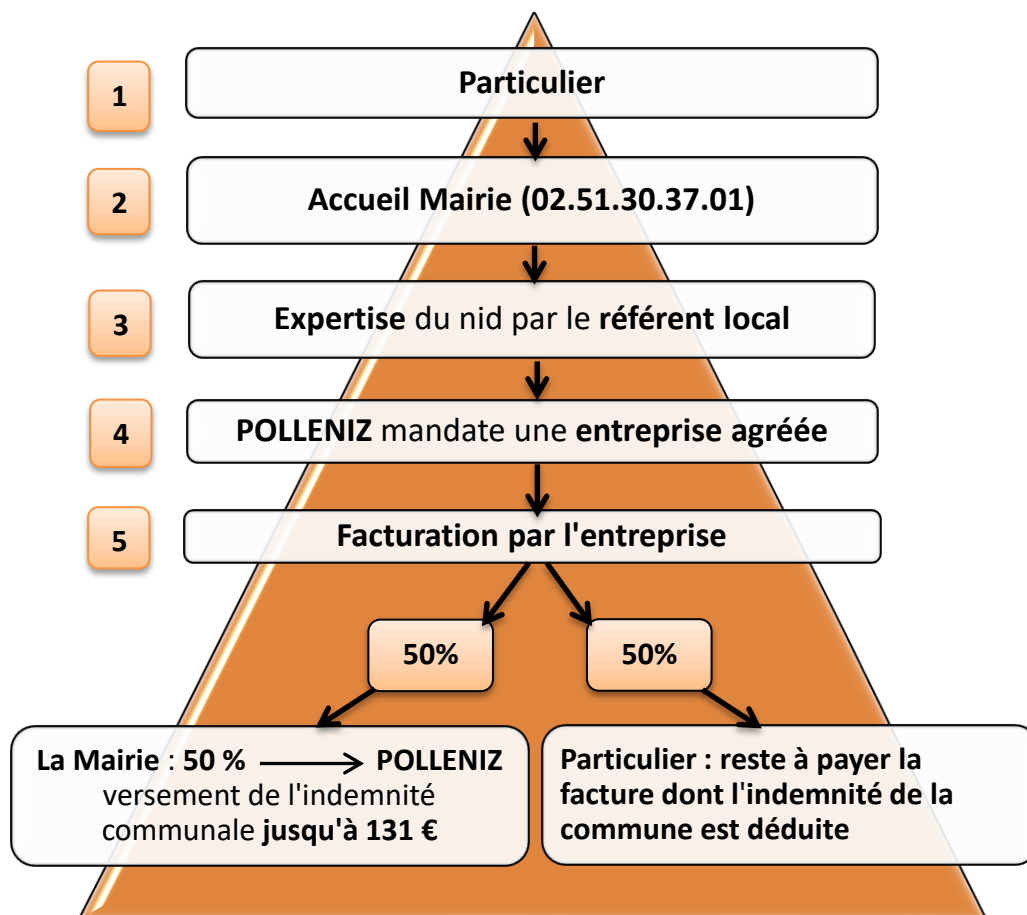 1
Particulier
2
Accueil Mairie (02.51.30.37.01)
3
Expertise du nid par le référent local
4
POLLENIZ mandate une entreprise agréée
5
Facturation par l'entreprise
50%
50%
La Mairie : 50 % POLLENIZ
versement de l'indemnité
communale jusqu'à 131 €
Particulier : reste à payer la
facture dont l'indemnité de la
commune est déduite